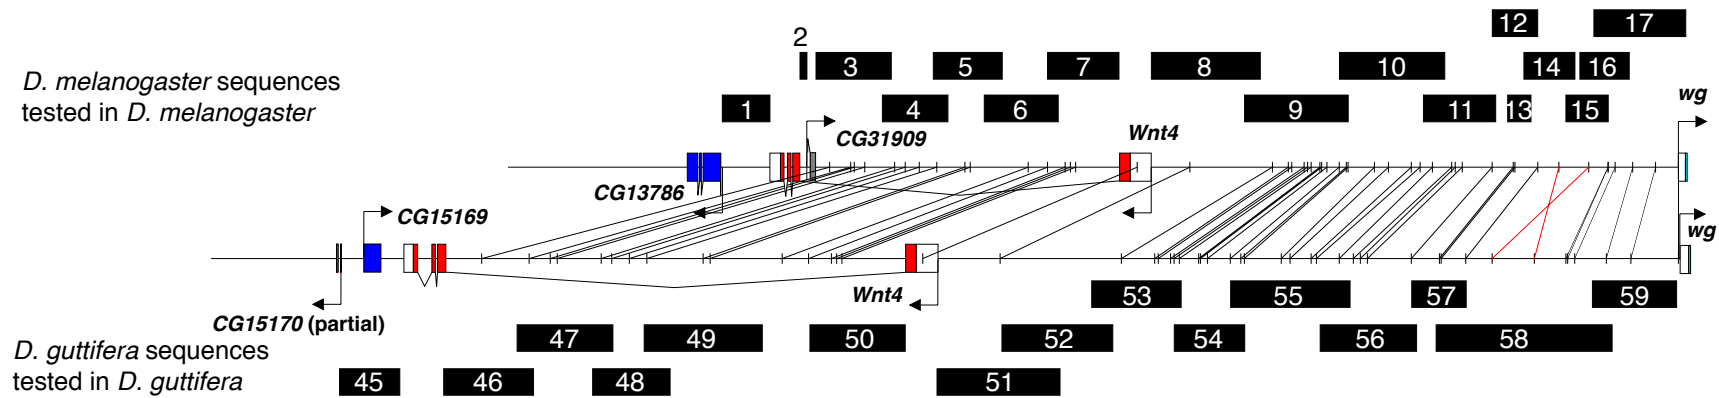 12 17
2
3 5 7 8 10 14 16
D. melanogaster sequences
tested in D. melanogaster
1 4 6 9 11 13 15
wg
CG31909
Wnt4
CG13786
CG15169
wg
Wnt4
CG15170 (partial)
53 55 57 59
D. guttifera sequences
tested in D. guttifera
47 49 50 52 54 56 58
45 46 48 51